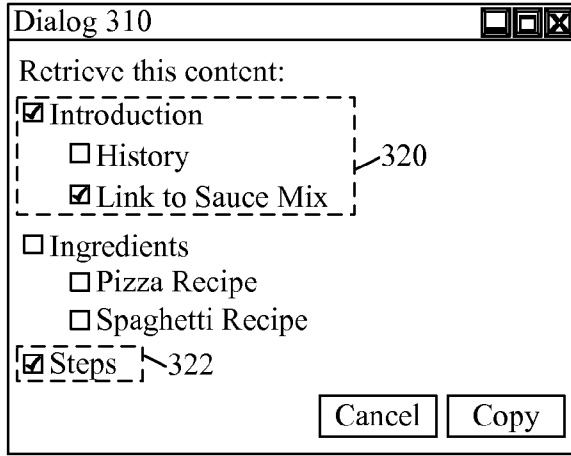 Dialog 310
Retrieve this content:
Introduction
History
320
Link to Sauce Mix
Ingredients
Pizza Recipe
Spaghetti Recipe
Steps 322
Cancel Copy